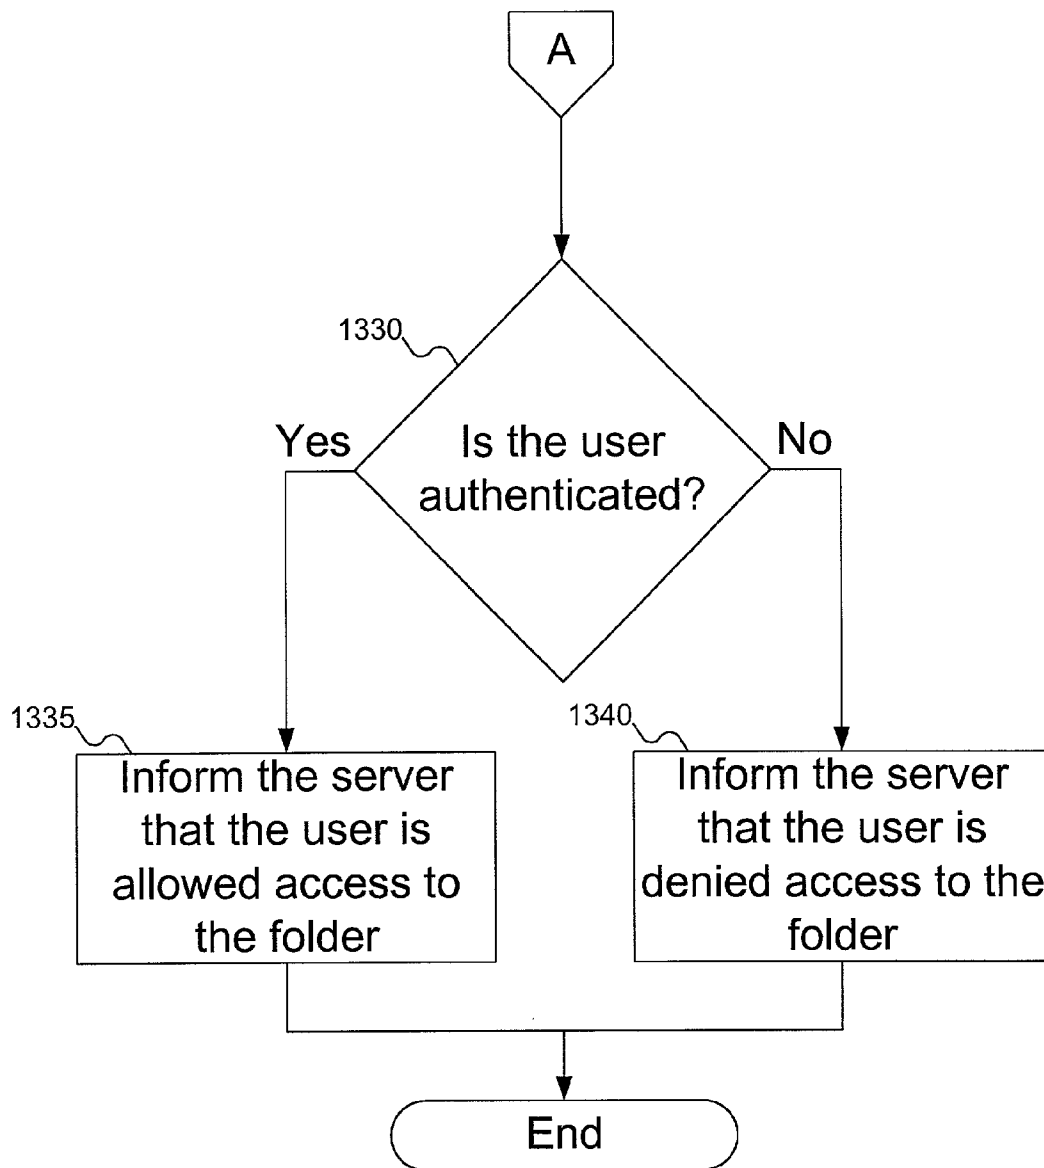 A
1330
Yes
Is the user
authenticated?
No
1335
Inform the server
that the user is
allowed access to
the folder
1340
Inform the server
that the user is
denied access to the
folder
End